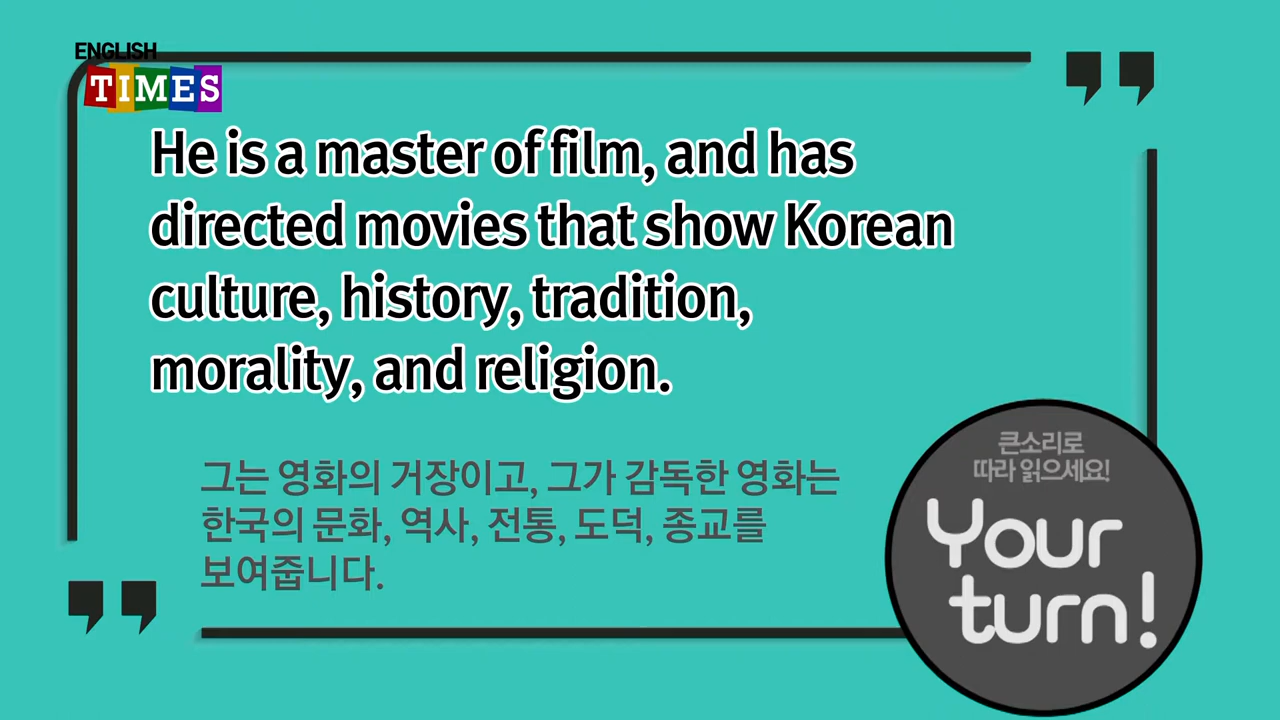 ENGLISH
TIMES
He is a master of film, and has
directed movies that show Korean
culture, history, tradition,
morality, and religion.
그는 영화의 거장이고, 그가 감독한 영화는
한국의 문화, 역사, 전통, 도덕, 종교를
보여줍니다.
큰소리로
따라 읽으세요!
Your
turn!